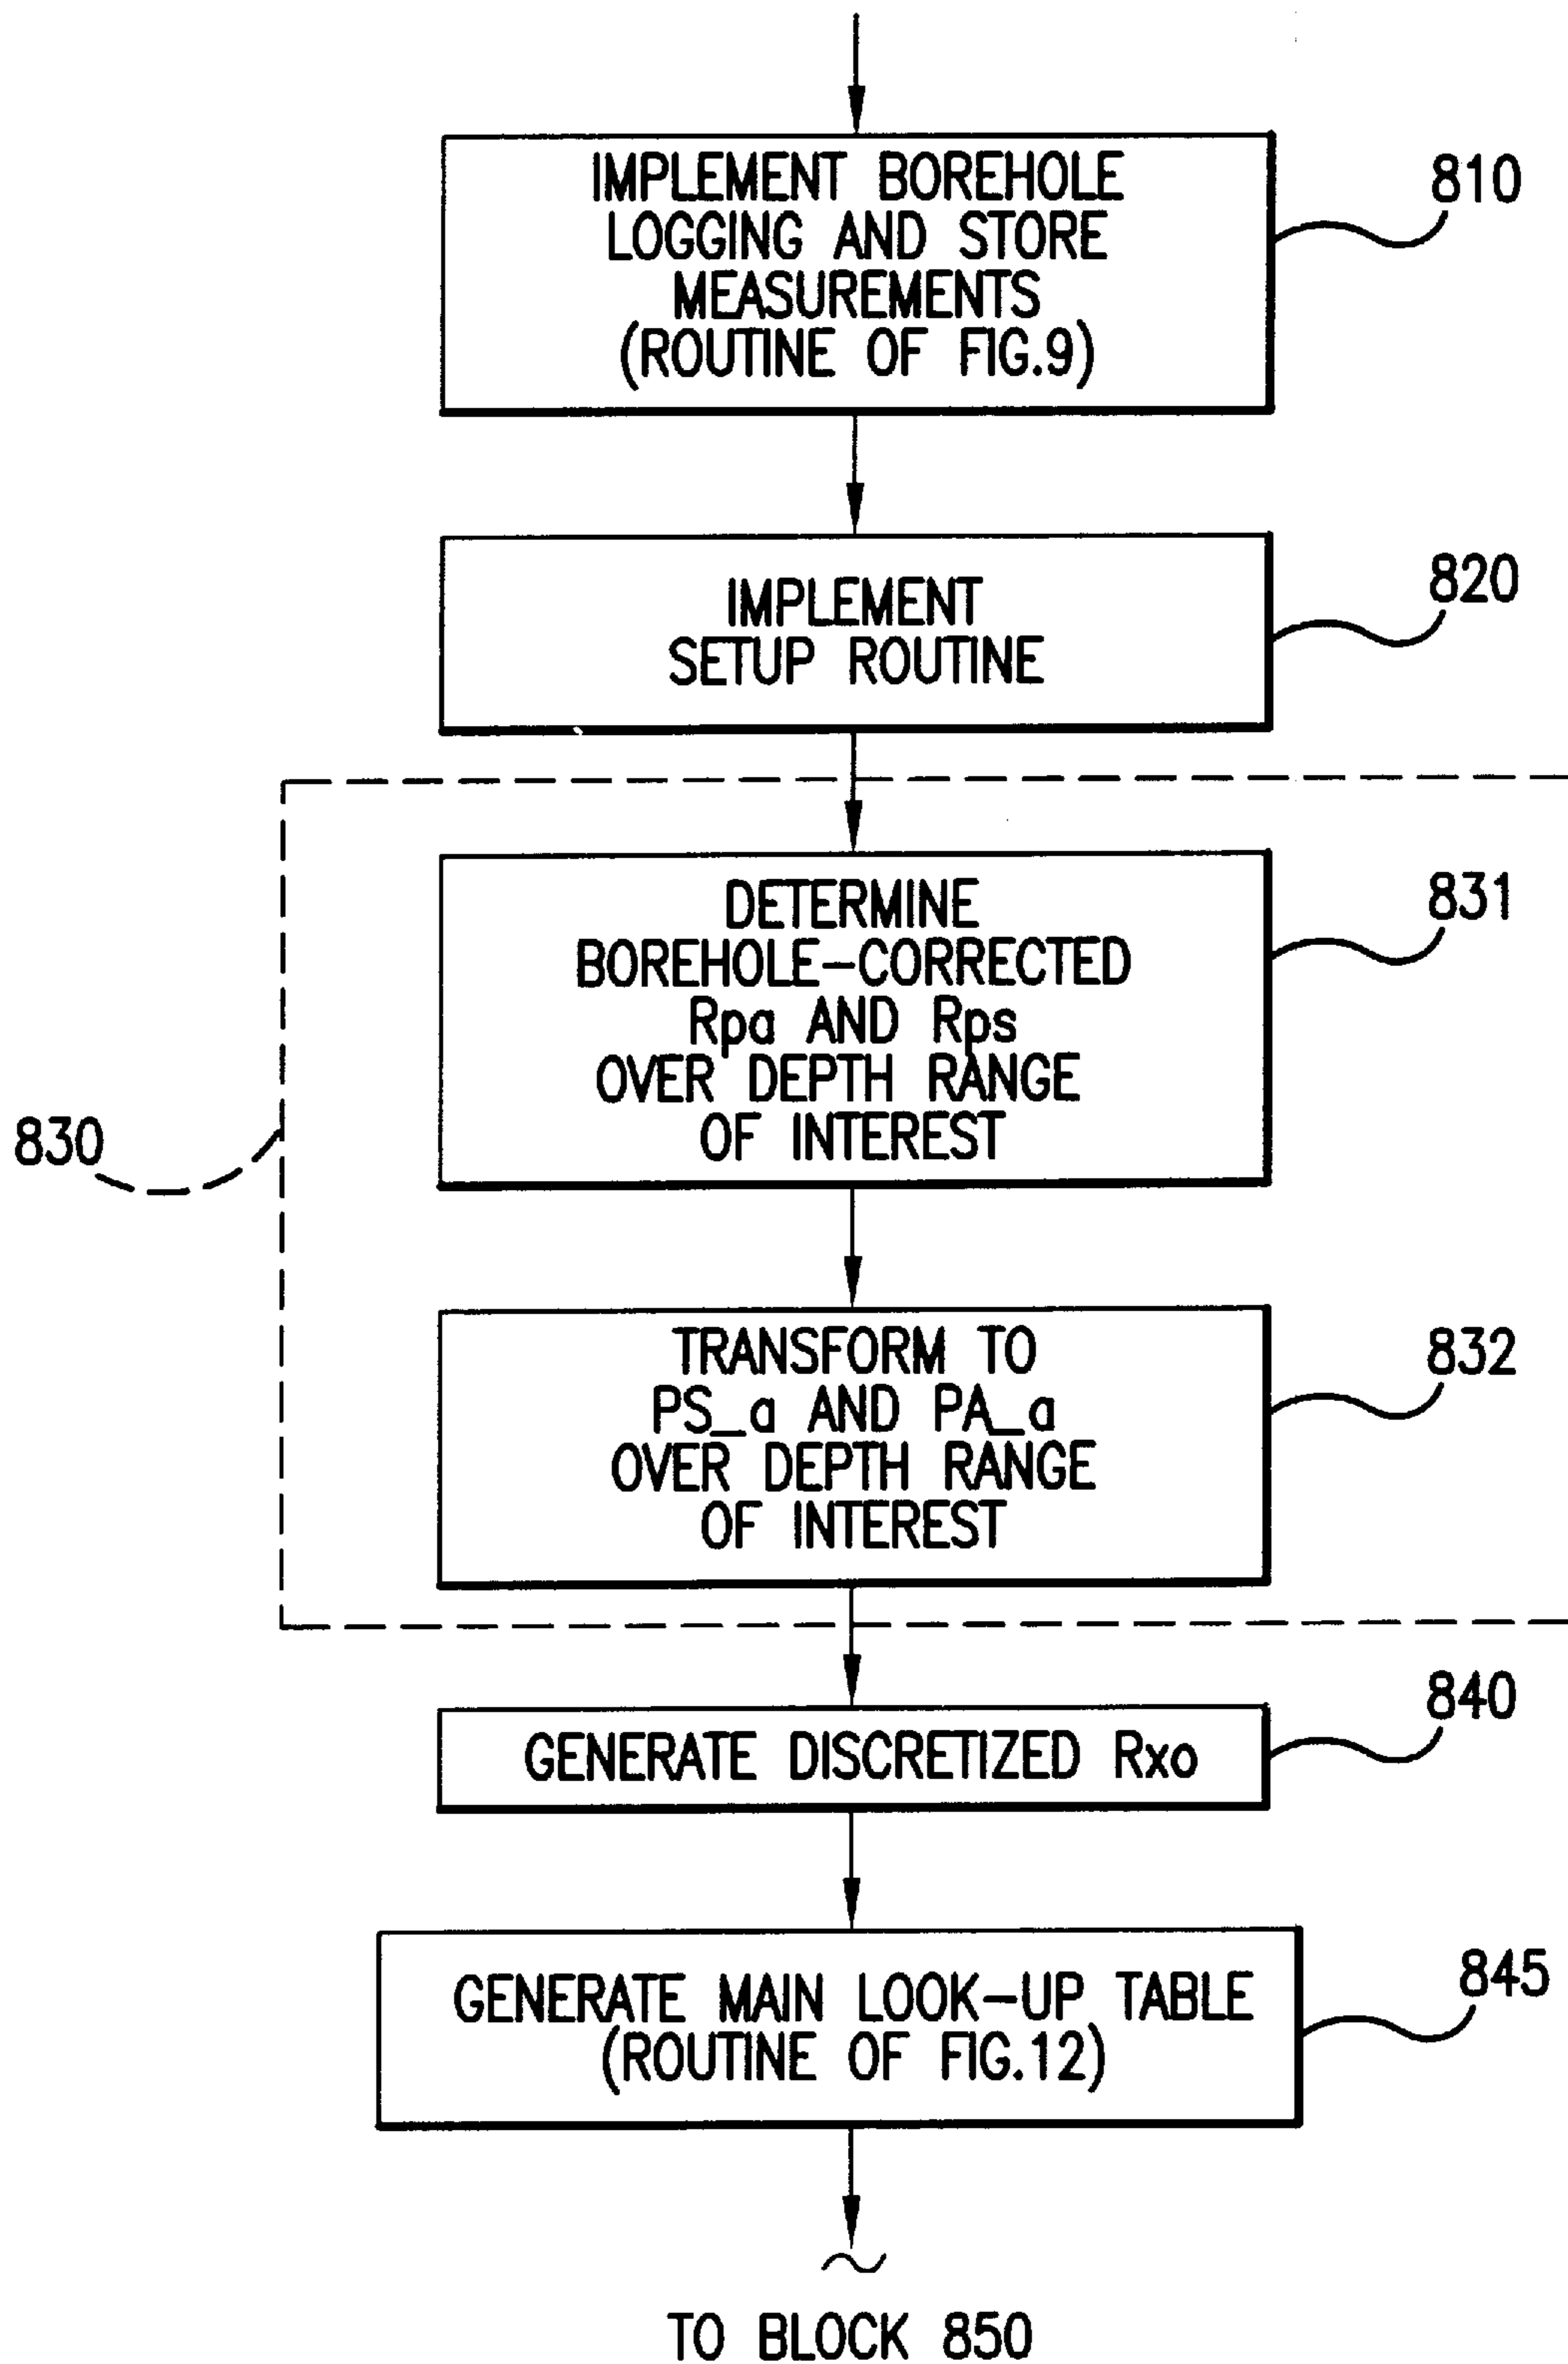 IMPLEMENT BOREHOLE
LOGGING AND STORE
MEASUREMENTS
(ROUTINE OF FIG.9)
810
IMPLEMENT
SETUP ROUTINE
820
DETERMINE
BOREHOLE-CORRECTED
Rpa AND Rps
OVER DEPTH RANGE
OF INTEREST
831
830
TRANSFORM TO
PS_a AND PA_a
OVER DEPTH RANGE
OF INTEREST
832
GENERATE DISCRETIZED Rxo
840
GENERATE MAIN LOOK-UP TABLE
(ROUTINE OF FIG.12)
845
TO BLOCK 850